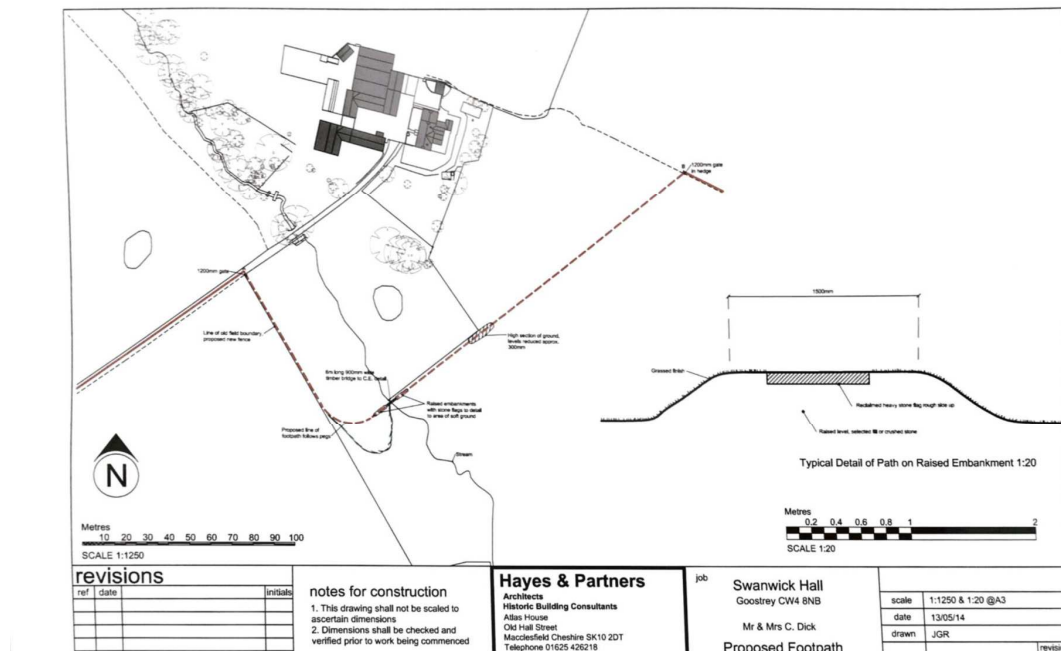 B
1200mm gate
in hedge
1200mm gate
Line of old field boundary,
proposed new fence
High section of ground,
levels reduced approx.
300mm
8m long 900mm wide
timber bridge to C.E. detail
Raised embankments
with stone flags to detail
to area of soft ground
Proposed line of
footpath follows pegs
Stream
1500mm
Grassed finish
Reclaimed heavy stone flag rough side up
Raised level, selected fill or crushed stone
Typical Detail of Path on Raised Embankment 1:20
N
Metres
10 20 30 40 50 60 70 80 90 100
SCALE 1:1250
Metres
0.2 0.4 0.6 0.8 1 2
SCALE 1:20
revisions
ref date initials
notes for construction
1. This drawing shall not be scaled to
ascertain dimensions
2. Dimensions shall be checked and
verified prior to work being commenced
Hayes & Partners
Architects
Historic Building Consultants
Atlas House
Old Hall Street
Macclesfield Cheshire SK10 2DT
Telephone 01625 426218
job
Swanwick Hall
Goostrey CW4 8NB
Mr & Mrs C. Dick
Proposed Footpath
scale 1:1250 & 1:20 @A3
date 13/05/14
drawn JGR